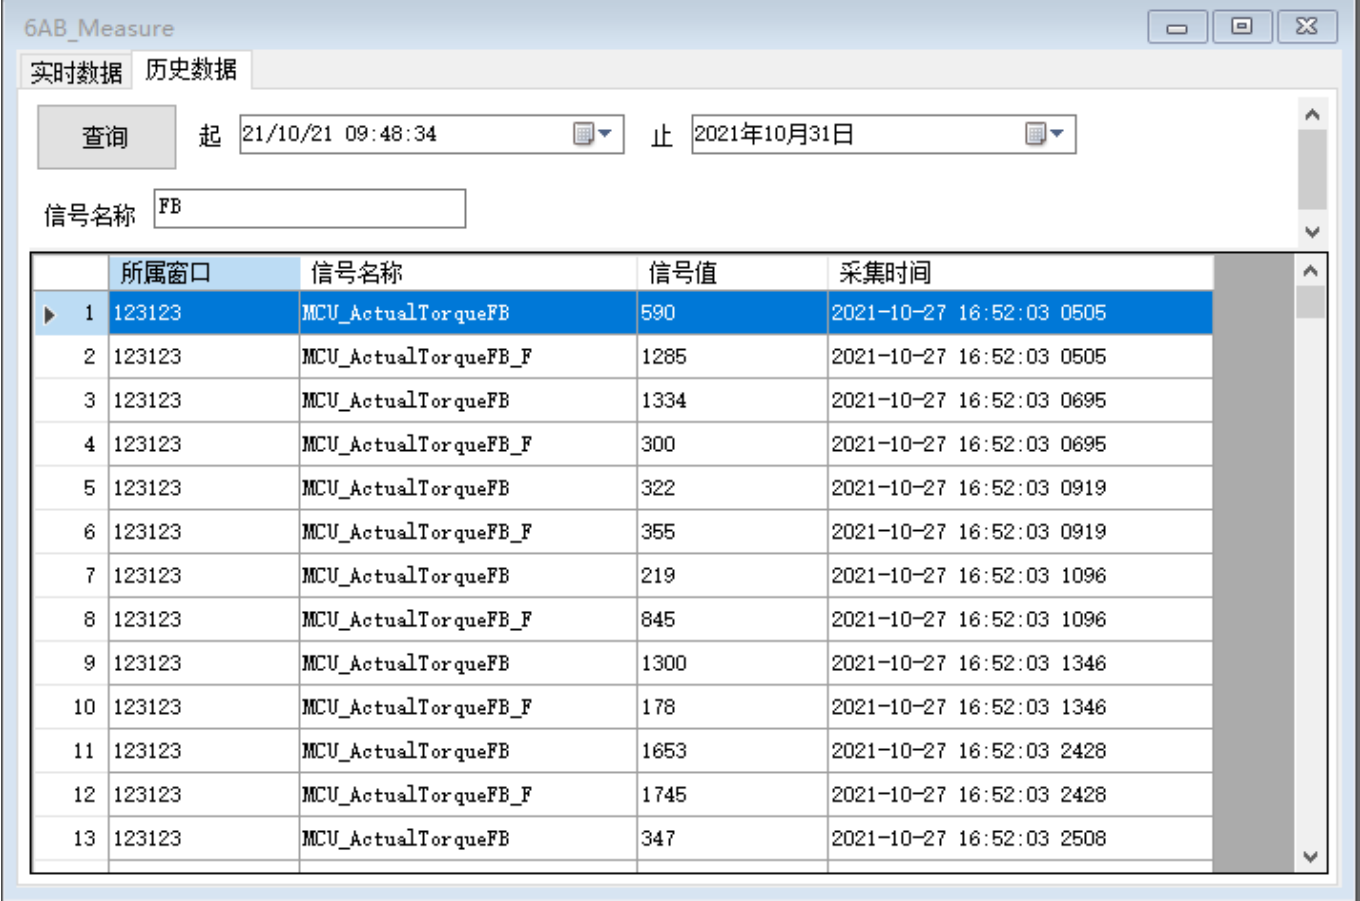 6AB_Measure
实时数据 历史数据
查询 起 21/10/21 09:48:34 止 2021年10月31日
信号名称 FB
所属窗口 信号名称 信号值 采集时间
1 123123 MCU_ActualTorqueFB 590 2021-10-27 16:52:03 0505
2 123123 MCU_ActualTorqueFB_F 1285 2021-10-27 16:52:03 0505
3 123123 MCU_ActualTorqueFB 1334 2021-10-27 16:52:03 0695
4 123123 MCU_ActualTorqueFB_F 300 2021-10-27 16:52:03 0695
5 123123 MCU_ActualTorqueFB 322 2021-10-27 16:52:03 0919
6 123123 MCU_ActualTorqueFB_F 355 2021-10-27 16:52:03 0919
7 123123 MCU_ActualTorqueFB 219 2021-10-27 16:52:03 1096
8 123123 MCU_ActualTorqueFB_F 845 2021-10-27 16:52:03 1096
9 123123 MCU_ActualTorqueFB 1300 2021-10-27 16:52:03 1346
10 123123 MCU_ActualTorqueFB_F 178 2021-10-27 16:52:03 1346
11 123123 MCU_ActualTorqueFB 1653 2021-10-27 16:52:03 2428
12 123123 MCU_ActualTorqueFB_F 1745 2021-10-27 16:52:03 2428
13 123123 MCU_ActualTorqueFB 347 2021-10-27 16:52:03 2508